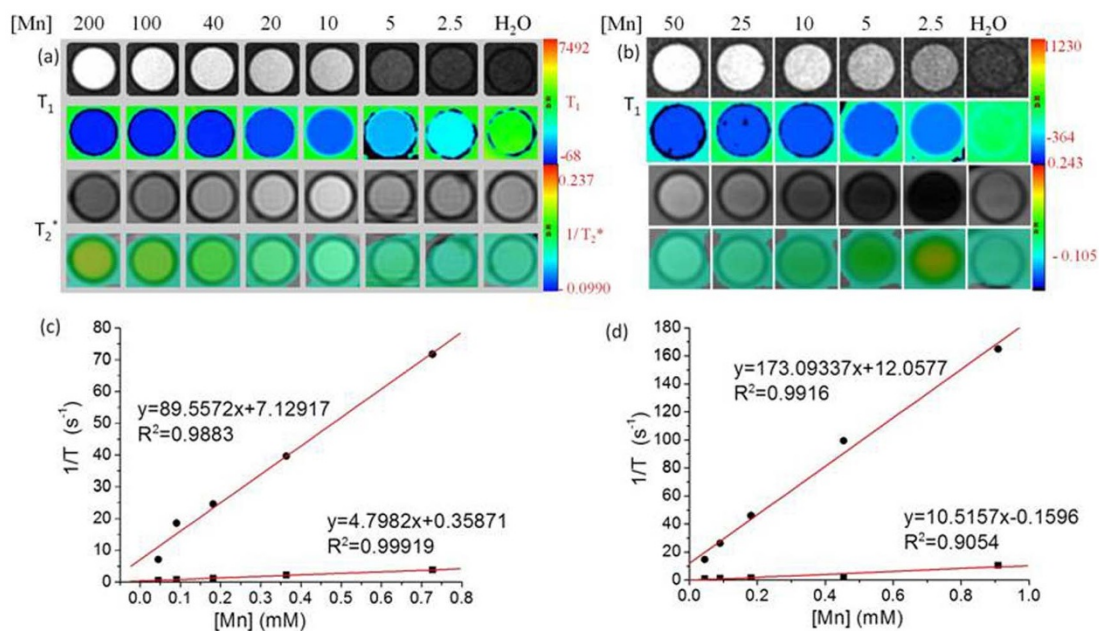 [Mn] 200 100 40 20 10 5 2.5 H₂O
(a)
T₁
T₂*
7492
T₁
-68
0.237
1/T₂*
- 0.0990
[Mn] 50 25 10 5 2.5 H₂O
(b)
T₁
11230
-364
0.243
- 0.105
(c)
80
70
60
50
40
30
20
10
0
1/T (s⁻¹)
y=89.5572x+7.12917
R²=0.9883
y=4.7982x+0.35871
R²=0.99919
0.0 0.1 0.2 0.3 0.4 0.5 0.6 0.7 0.8
[Mn] (mM)
(d)
180
160
140
120
100
80
60
40
20
0
1/T (s⁻¹)
y=173.09337x+12.0577
R²=0.9916
y=10.5157x-0.1596
R²=0.9054
0.0 0.2 0.4 0.6 0.8 1.0
[Mn] (mM)